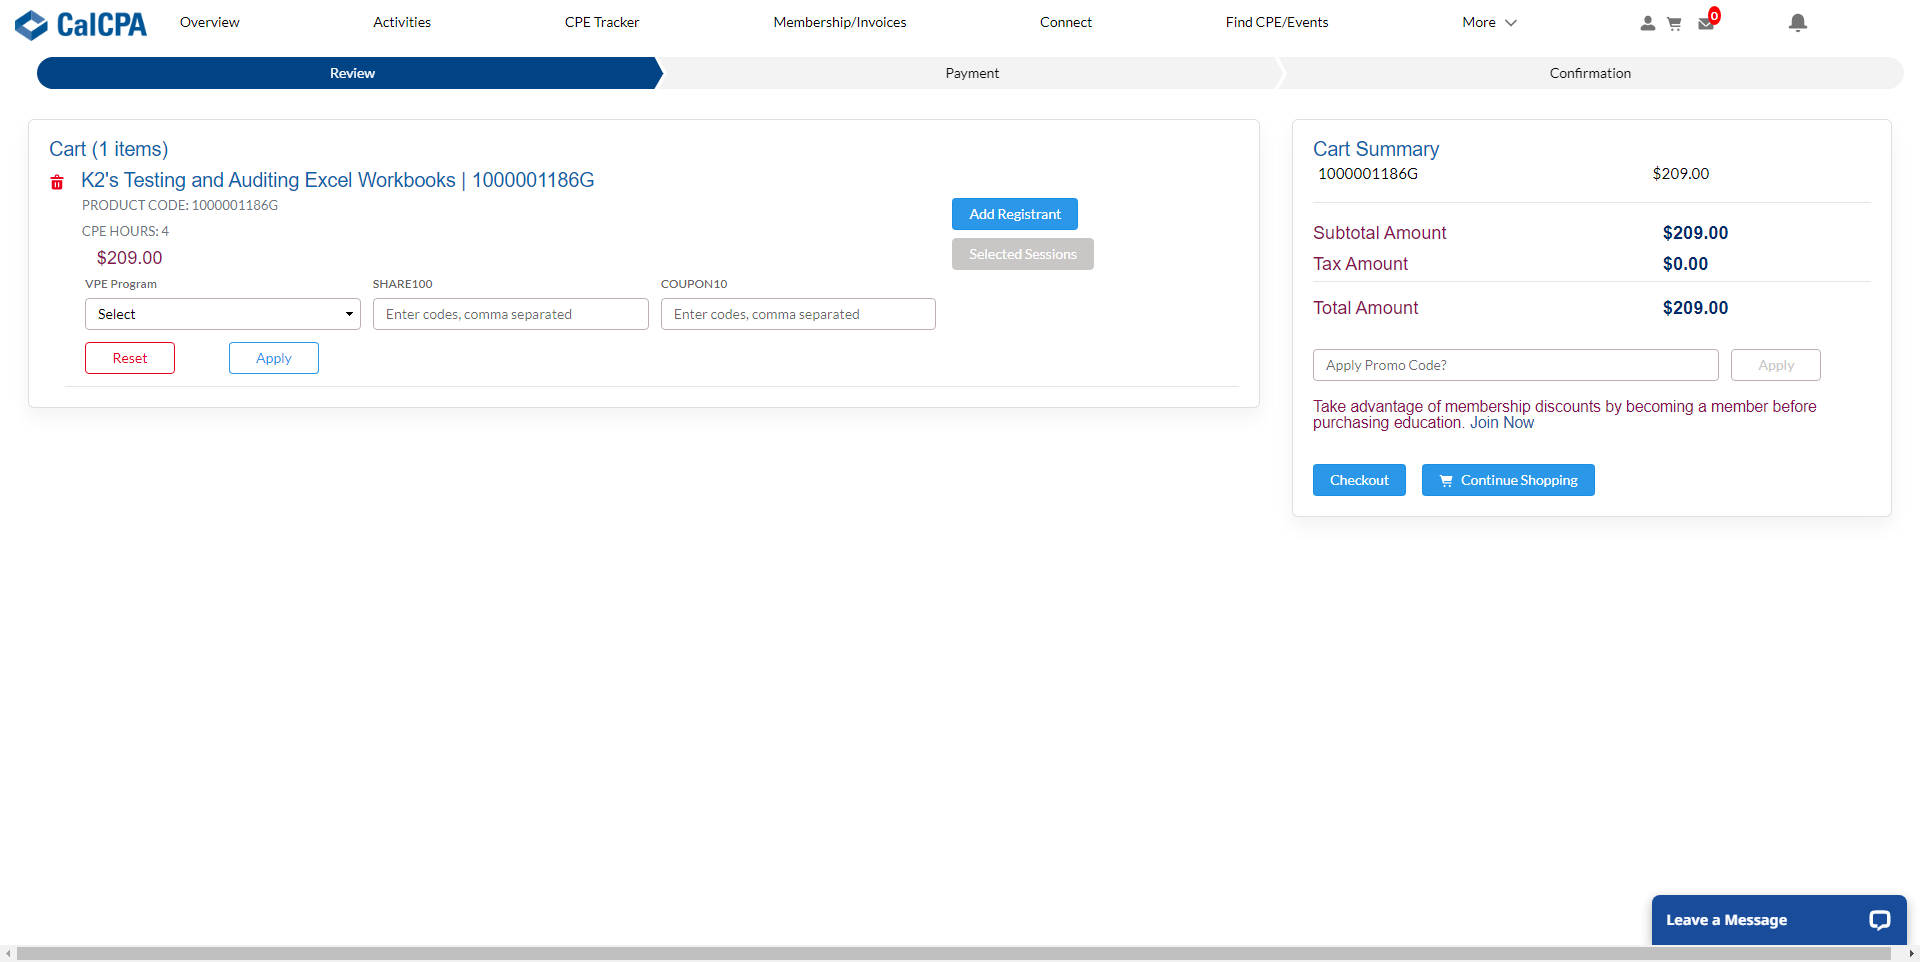 CalCPA
Overview
Activities
CPE Tracker
Membership/Invoices
Connect
Find CPE/Events
More
0
Review
Payment
Confirmation
Cart (1 items)
K2's Testing and Auditing Excel Workbooks | 1000001186G
PRODUCT CODE: 1000001186G
CPE HOURS: 4
$209.00
Add Registrant
Selected Sessions
VPE Program
SHARE100
COUPON10
Select
Enter codes, comma separated
Enter codes, comma separated
Reset
Apply
Cart Summary
1000001186G $209.00
Subtotal Amount $209.00
Tax Amount $0.00
Total Amount $209.00
Apply Promo Code?
Apply
Take advantage of membership discounts by becoming a member before
purchasing education. Join Now
Checkout
Continue Shopping
Leave a Message